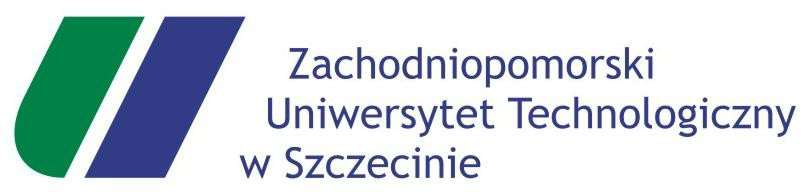 Zachodniopomorski
Uniwersytet Technologiczny
w Szczecinie